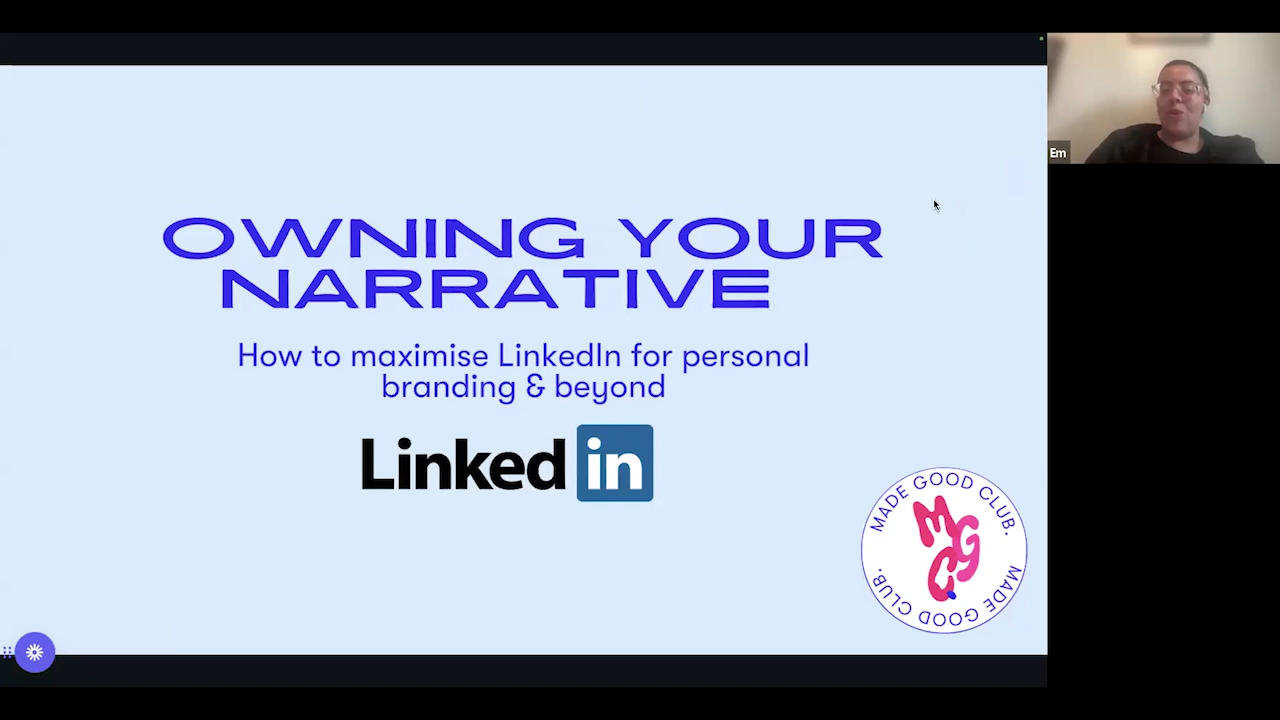 OWNING YOUR
NARRATIVE
How to maximise LinkedIn for personal
branding & beyond
Linked in
MADE GOOD CLUB.
MGC
MADE GOOD CLUB.
Em